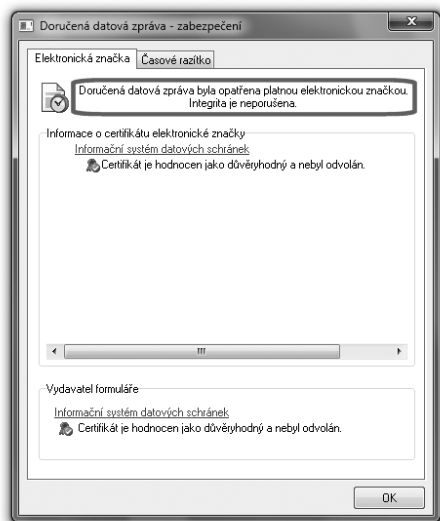 Doručená datová zpráva - zabezpečení
Elektronická značka
Časové razítko
Doručená datová zpráva byla opatřena platnou elektronickou značkou.
Integrita je neporušena.
Informace o certifikátu elektronické značky
Informační systém datových schránek
Certifikát je hodnocen jako důvěryhodný a nebyl odvolán.
Vydavatel formuláře
Informační systém datových schránek
Certifikát je hodnocen jako důvěryhodný a nebyl odvolán.
OK